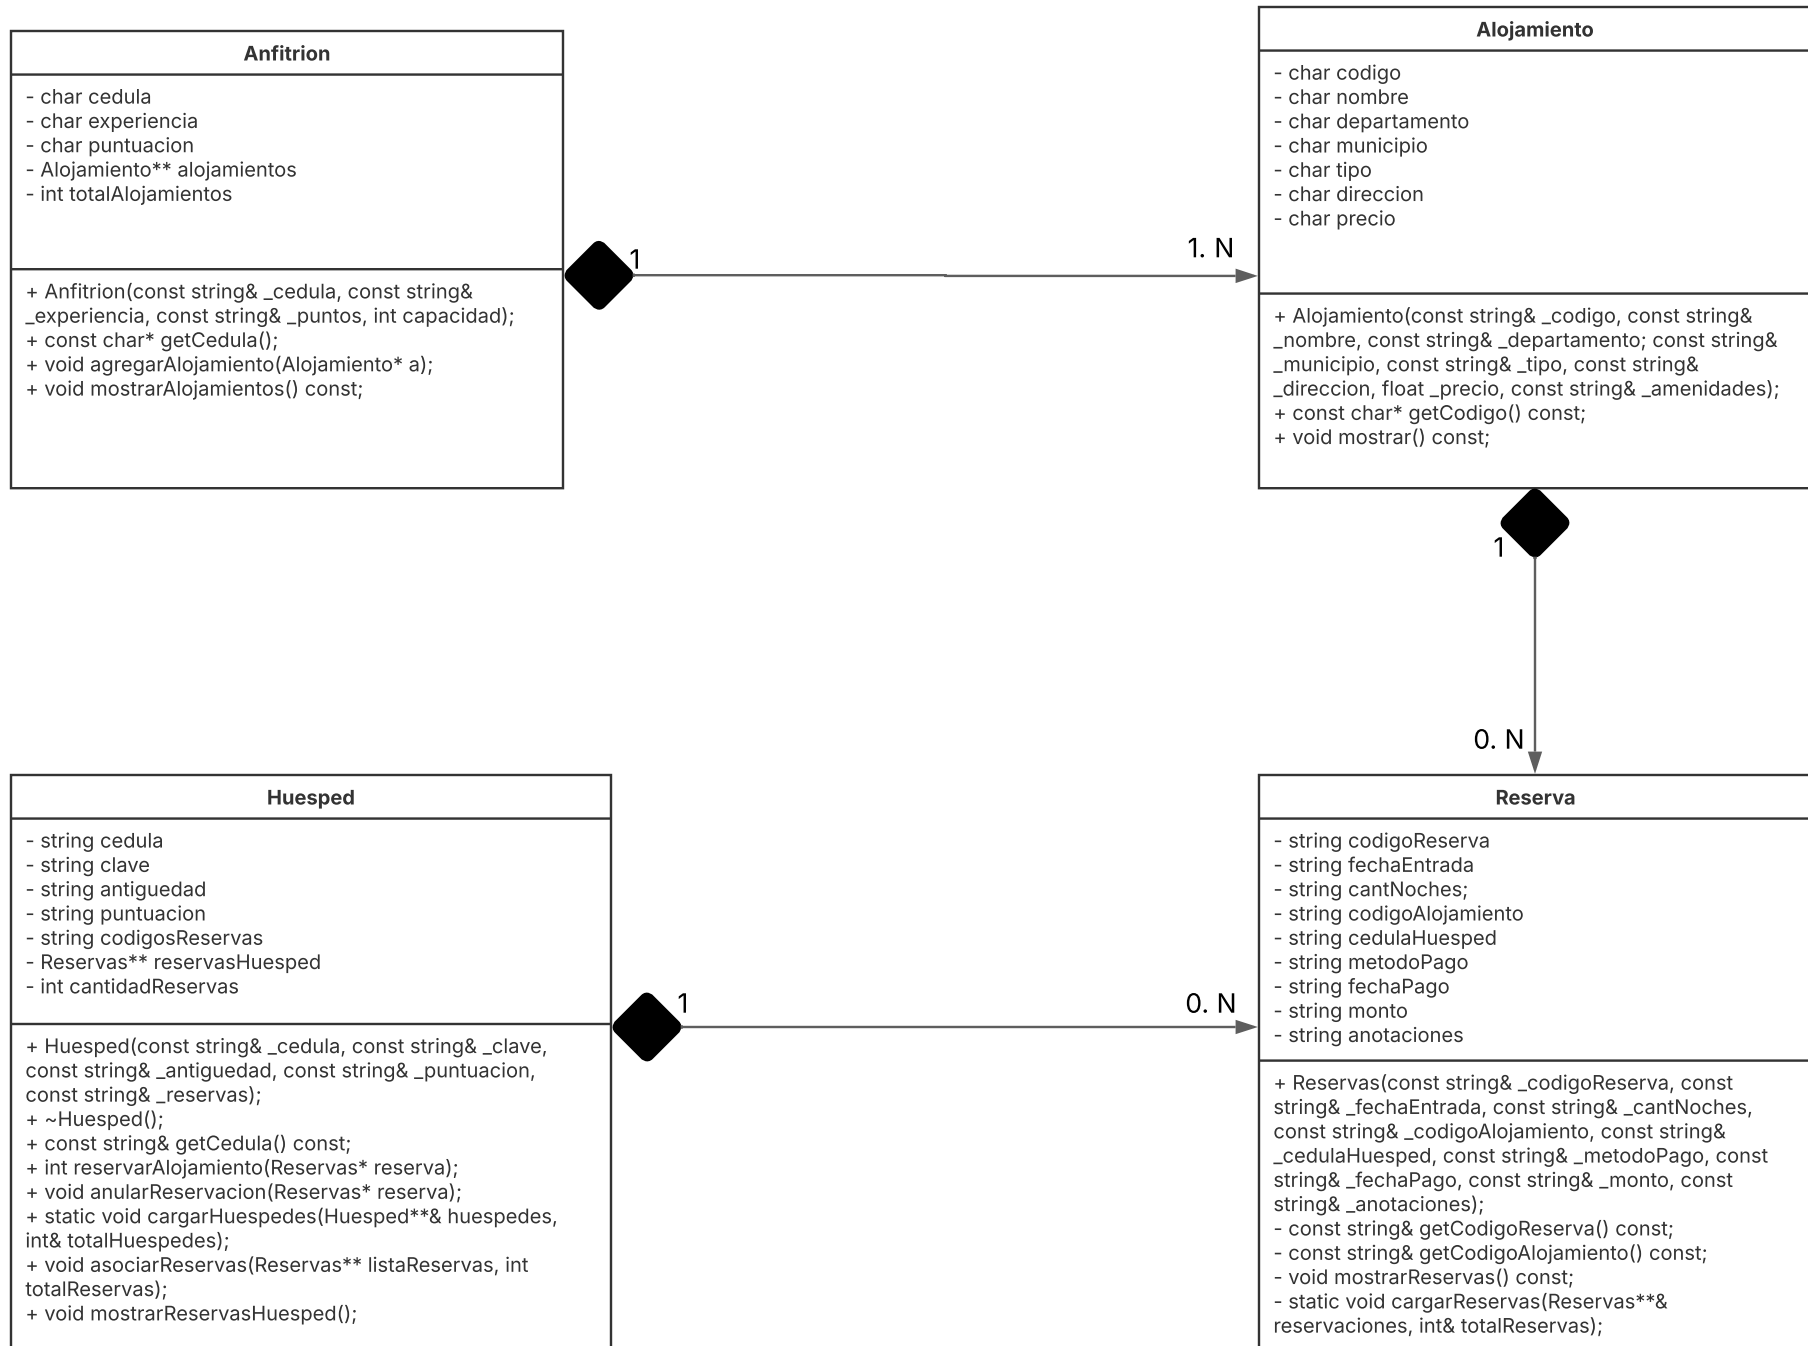 Anfitrion
- char cedula
- char experiencia
- char puntuacion
- Alojamiento** alojamientos
- int totalAlojamientos
+ Anfitrion(const string& _cedula, const string&
_experiencia, const string& _puntos, int capacidad);
+ const char* getCedula();
+ void agregarAlojamiento(Alojamiento* a);
+ void mostrarAlojamientos() const;
1
1. N
Alojamiento
- char codigo
- char nombre
- char departamento
- char municipio
- char tipo
- char direccion
- char precio
+ Alojamiento(const string& _codigo, const string&
_nombre, const string& _departamento; const string&
_municipio, const string& _tipo, const string&
_direccion, float _precio, const string& _amenidades);
+ const char* getCodigo() const;
+ void mostrar() const;
1
0. N
Huesped
- string cedula
- string clave
- string antiguedad
- string puntuacion
- string codigosReservas
- Reservas** reservasHuesped
- int cantidadReservas
+ Huesped(const string& _cedula, const string& _clave,
const string& _antiguedad, const string& _puntuacion,
const string& _reservas);
+ ~Huesped();
+ const string& getCedula() const;
+ int reservarAlojamiento(Reservas* reserva);
+ void anularReservacion(Reservas* reserva);
+ static void cargarHuespedes(Huesped**& huespedes,
int& totalHuespedes);
+ void asociarReservas(Reservas** listaReservas, int
totalReservas);
+ void mostrarReservasHuesped();
1
0. N
Reserva
- string codigoReserva
- string fechaEntrada
- string cantNoches;
- string codigoAlojamiento
- string cedulaHuesped
- string metodoPago
- string fechaPago
- string monto
- string anotaciones
+ Reservas(const string& _codigoReserva, const
string& _fechaEntrada, const string& _cantNoches,
const string& _codigoAlojamiento, const string&
_cedulaHuesped, const string& _metodoPago, const
string& _fechaPago, const string& _monto, const
string& _anotaciones);
- const string& getCodigoReserva() const;
- const string& getCodigoAlojamiento() const;
- void mostrarReservas() const;
- static void cargarReservas(Reservas**&
reservaciones, int& totalReservas);